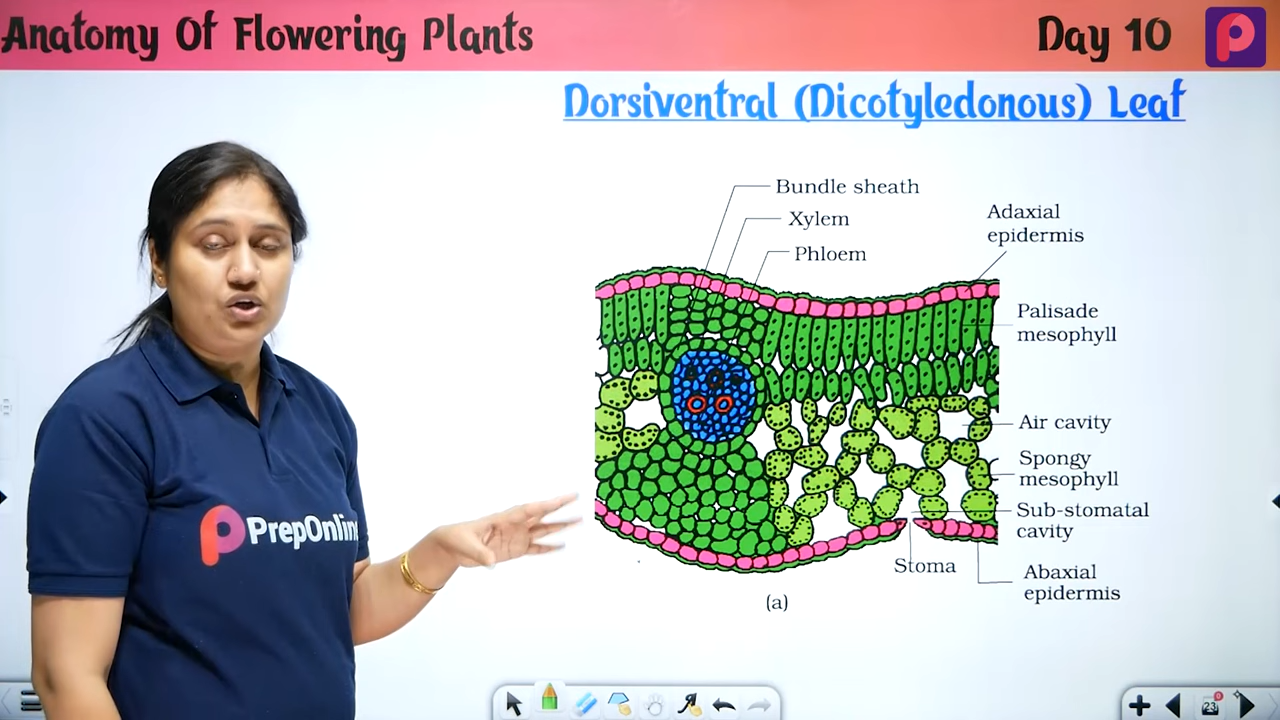 Anatomy Of Flowering Plants
Day 10
Dorsiventral (Dicotyledonous) Leaf
Bundle sheath
Xylem
Phloem
Adaxial
epidermis
Palisade
mesophyll
Air cavity
Spongy
mesophyll
Sub-stomatal
cavity
Stoma
Abaxial
epidermis
(a)
PrepOnlin
23